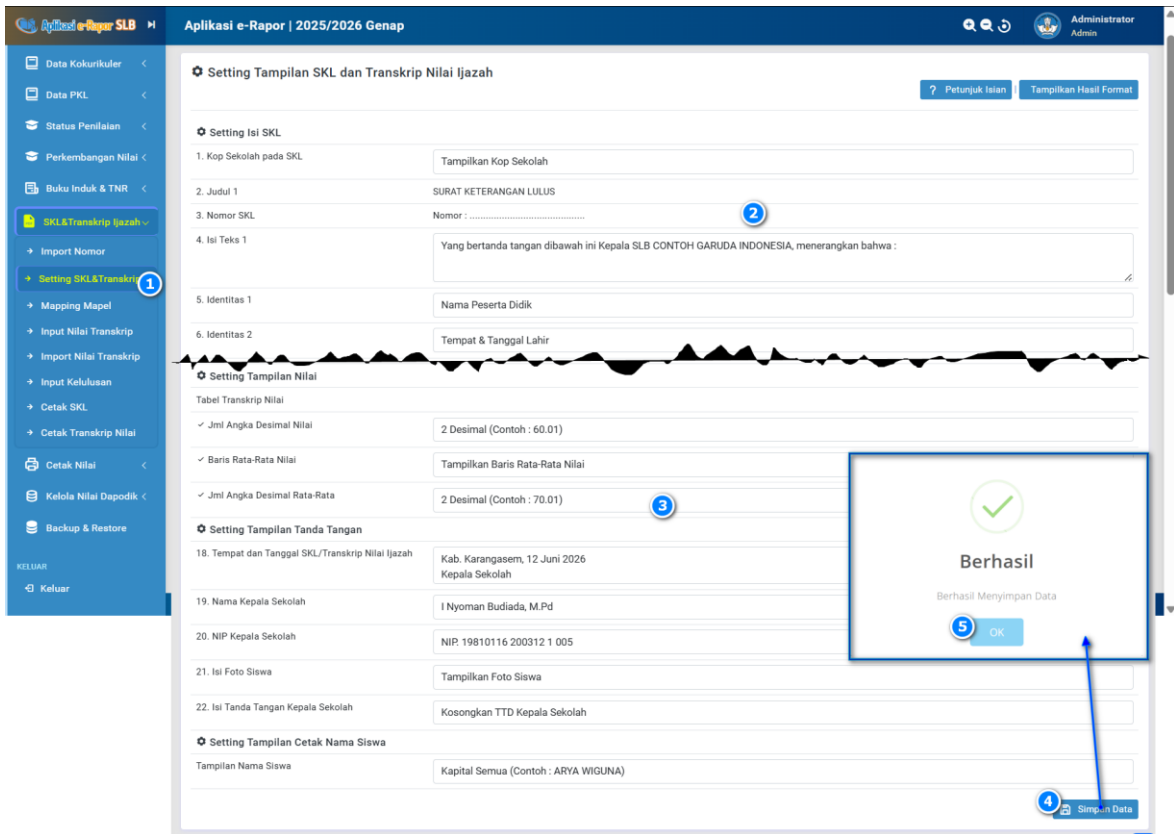 Aplikasi e-Rapor SLB
Aplikasi e-Rapor | 2025/2026 Genap
Administrator
Admin
Data Kokurikuler
Data PKL
Status Penilaian
Perkembangan Nilai
Buku Induk & TNR
SKL&Transkrip Ijazah
Import Nomor
Setting SKL&Transkrip
1
Mapping Mapel
Input Nilai Transkrip
Import Nilai Transkrip
Input Kelulusan
Cetak SKL
Cetak Transkrip Nilai
Cetak Nilai
Kelola Nilai Dapodik
Backup & Restore
KELUAR
Keluar
Setting Tampilan SKL dan Transkrip Nilai Ijazah
? Petunjuk Isian | Tampilkan Hasil Format
Setting Isi SKL
1. Kop Sekolah pada SKL
Tampilkan Kop Sekolah
2. Judul 1
SURAT KETERANGAN LULUS
3. Nomor SKL
Nomor : ...........................................
2
4. Isi Teks 1
Yang bertanda tangan dibawah ini Kepala SLB CONTOH GARUDA INDONESIA, menerangkan bahwa :
5. Identitas 1
Nama Peserta Didik
6. Identitas 2
Tempat & Tanggal Lahir
Setting Tampilan Nilai
Tabel Transkrip Nilai
Jml Angka Desimal Nilai
2 Desimal (Contoh : 60.01)
Baris Rata-Rata Nilai
Tampilkan Baris Rata-Rata Nilai
Jml Angka Desimal Rata-Rata
2 Desimal (Contoh : 70.01)
3
Setting Tampilan Tanda Tangan
18. Tempat dan Tanggal SKL/Transkrip Nilai Ijazah
Kab. Karangasem, 12 Juni 2026
Kepala Sekolah
19. Nama Kepala Sekolah
I Nyoman Budiada, M.Pd
20. NIP Kepala Sekolah
NIP. 19810116 200312 1 005
21. Isi Foto Siswa
Tampilkan Foto Siswa
22. Isi Tanda Tangan Kepala Sekolah
Kosongkan TTD Kepala Sekolah
Setting Tampilan Cetak Nama Siswa
Tampilan Nama Siswa
Kapital Semua (Contoh : ARYA WIGUNA)
4
Simpan Data
Berhasil
Berhasil Menyimpan Data
5
OK